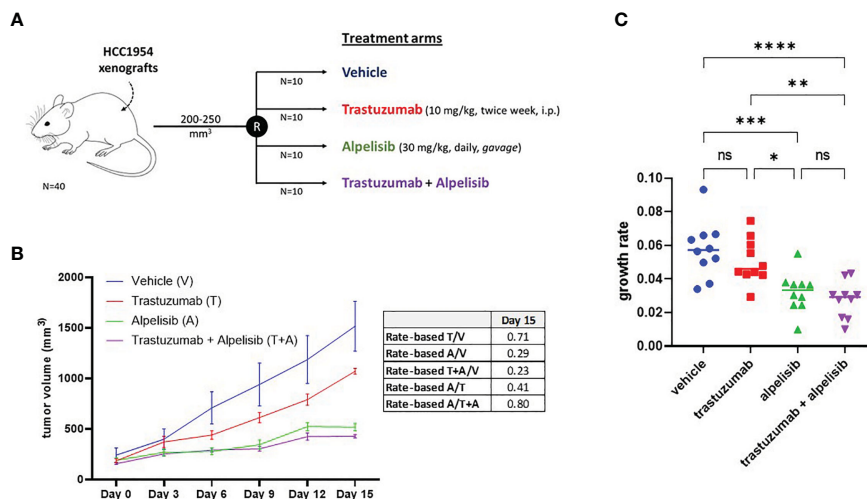 A
HCC1954
xenografts
N=40
200-250
mm3
R
Treatment arms
N=10
Vehicle
N=10
Trastuzumab (10 mg/kg, twice week, i.p.)
N=10
Alpelisib (30 mg/kg, daily, gavage)
N=10
Trastuzumab + Alpelisib
B
tumor volume (mm3)
2000
1500
1000
500
0
Vehicle (V)
Trastuzumab (T)
Alpelisib (A)
Trastuzumab + Alpelisib (T+A)
Day 0 Day 3 Day 6 Day 9 Day 12 Day 15
Day 15
Rate-based T/V 0.71
Rate-based A/V 0.29
Rate-based T+A/V 0.23
Rate-based A/T 0.41
Rate-based A/T+A 0.80
C
****
**
***
ns * ns
growth rate
0.10
0.08
0.06
0.04
0.02
0.00
vehicle
trastuzumab
alpelisib
trastuzumab + alpelisib